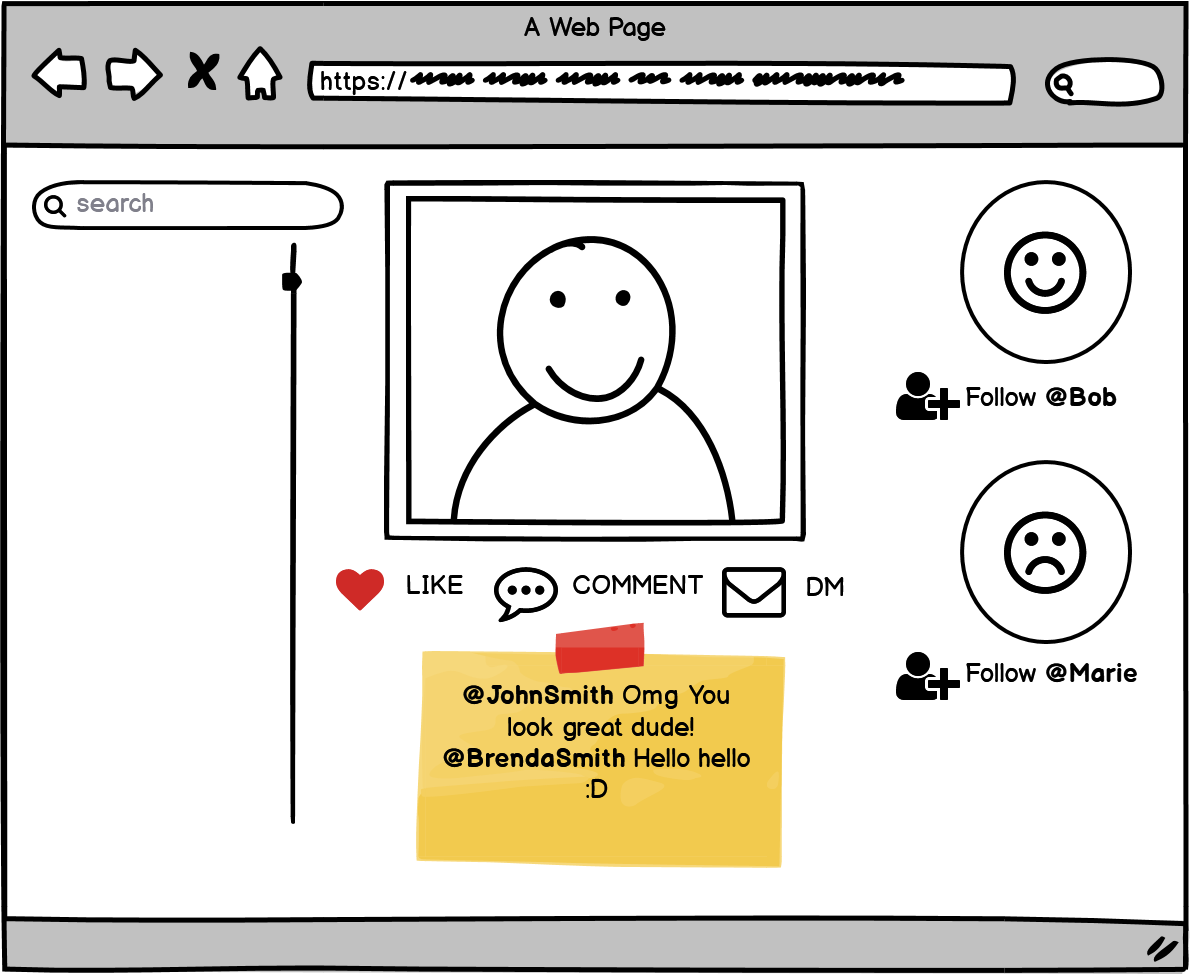 A Web Page
https://
search
Follow @Bob
LIKE
COMMENT
DM
Follow @Marie
@JohnSmith Omg You
look great dude!
@BrendaSmith Hello hello
:D